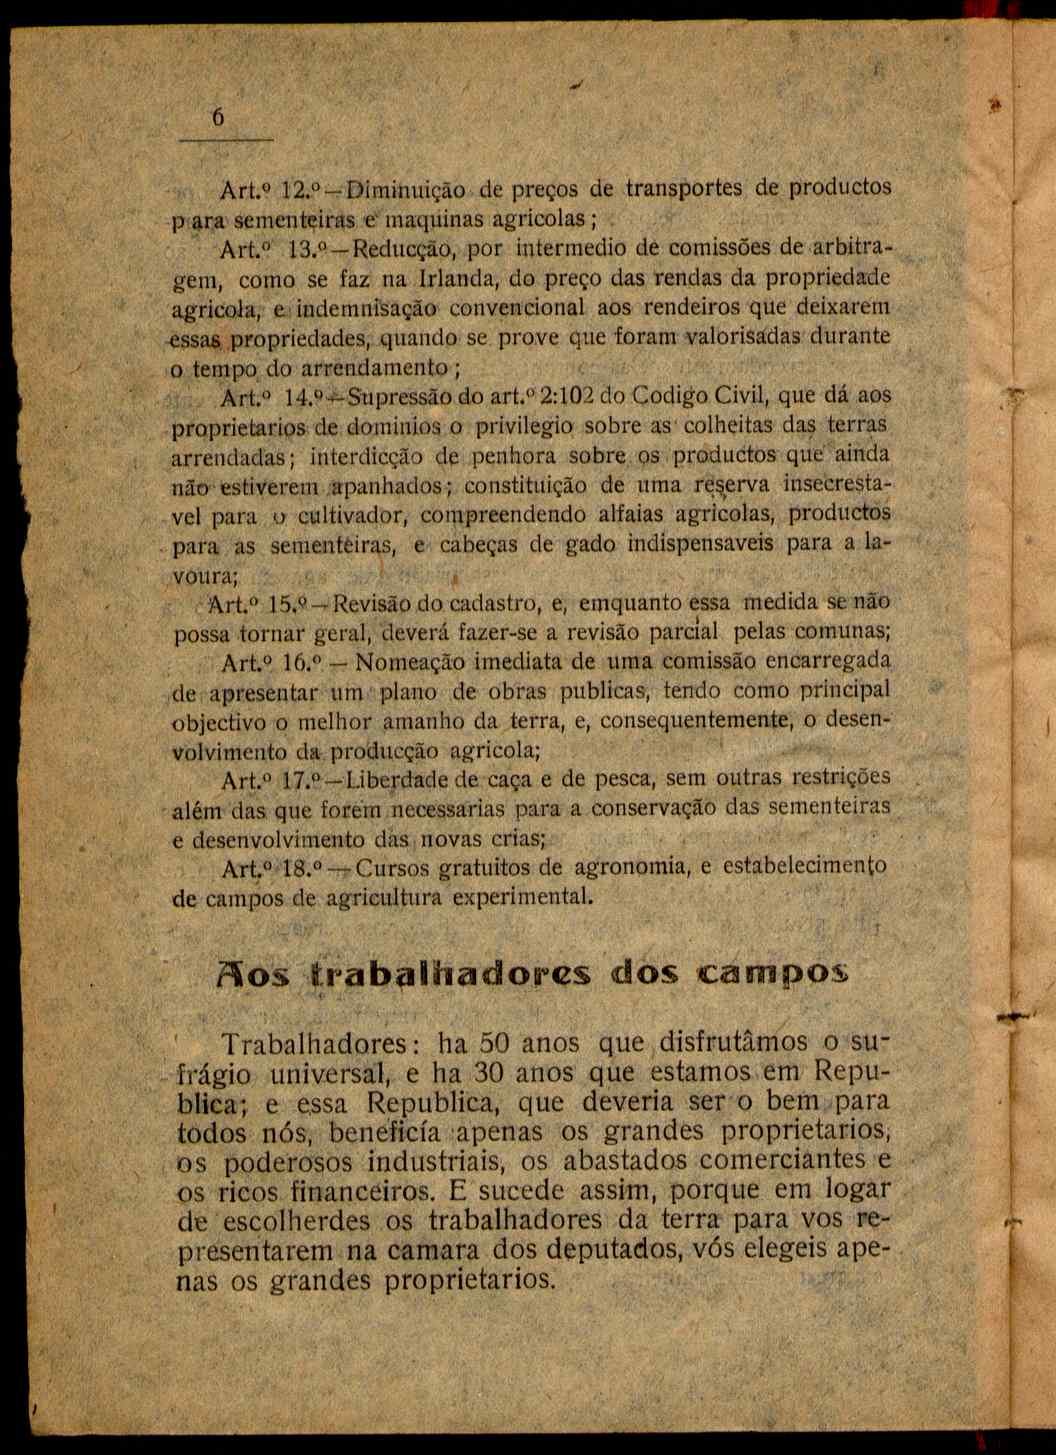 6
Art.º 12.º—Diminuição de preços de transportes de productos
p ara sementeiras e maquinas agricolas ;
Art.º 13.º—Reducção, por intermedio de comissões de arbitra-
gem, como se faz na Irlanda, do preço das rendas da propriedade
agricola, e indemnisação convencional aos rendeiros que deixarem
essas propriedades, quando se prove que foram valorisadas durante
o tempo do arrendamento ;
Art.º 14.º—Supressão do art.º 2:102 do Codigo Civil, que dá aos
proprietarios de dominios o privilegio sobre as colheitas das terras
arrendadas; interdicção de penhora sobre os productos que ainda
não estiverem apanhados; constituição de uma reserva insecresta-
vel para o cultivador, compreendendo alfaias agricolas, productos
para as sementeiras, e cabeças de gado indispensaveis para a la-
voura;
Art.º 15.º—Revisão do cadastro, e, emquanto essa medida se não
possa tornar geral, deverá fazer-se a revisão parcial pelas comunas;
Art.º 16.º — Nomeação imediata de uma comissão encarregada
de apresentar um plano de obras publicas, tendo como principal
objectivo o melhor amanho da terra, e, consequentemente, o desen-
volvimento da producção agricola;
Art.º 17.º—Liberdade de caça e de pesca, sem outras restrições
além das que forem necessarias para a conservação das sementeiras
e desenvolvimento das novas crias;
Art.º 18.º—Cursos gratuitos de agronomia, e estabelecimento
de campos de agricultura experimental.
Aos trabalhadores dos campos
Trabalhadores: ha 50 anos que disfrutâmos o su-
frágio universal, e ha 30 anos que estamos em Repu-
blica; e essa Republica, que deveria ser o bem para
todos nós, beneficía apenas os grandes proprietarios,
os poderosos industriais, os abastados comerciantes e
os ricos financeiros. E sucede assim, porque em logar
de escolherdes os trabalhadores da terra para vos re-
presentarem na camara dos deputados, vós elegeis ape-
nas os grandes proprietarios.